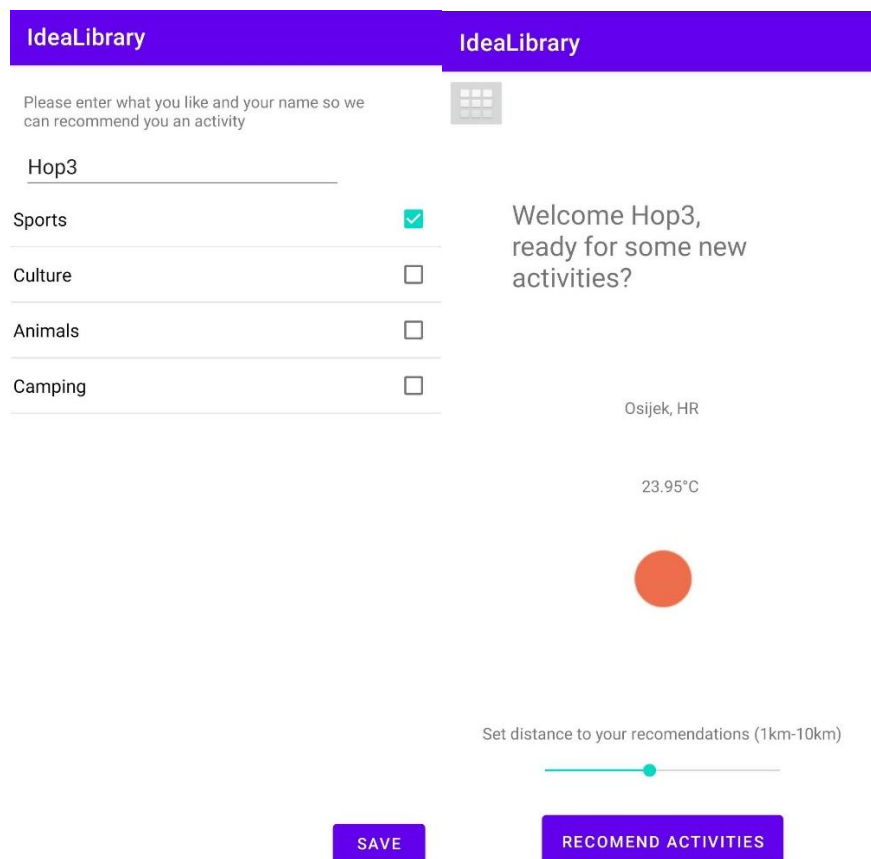 IdeaLibrary
Please enter what you like and your name so we
can recommend you an activity
Hop3
Sports
Culture
Animals
Camping
SAVE
IdeaLibrary
Welcome Hop3,
ready for some new
activities?
Osijek, HR
23.95°C
Set distance to your recomendations (1km-10km)
RECOMEND ACTIVITIES